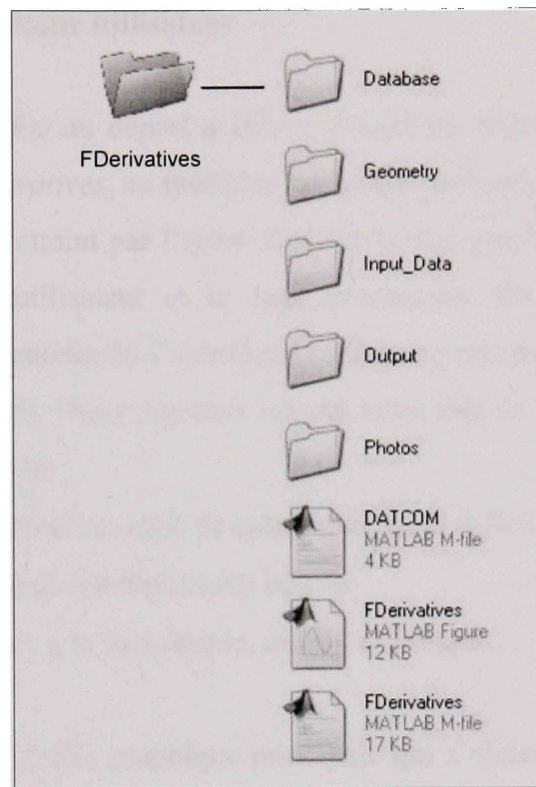 FDerivatives
Database
Geometry
Input_Data
Output
Photos
DATCOM
MATLAB M-file
4 KB
FDerivatives
MATLAB Figure
12 KB
FDerivatives
MATLAB M-file
17 KB